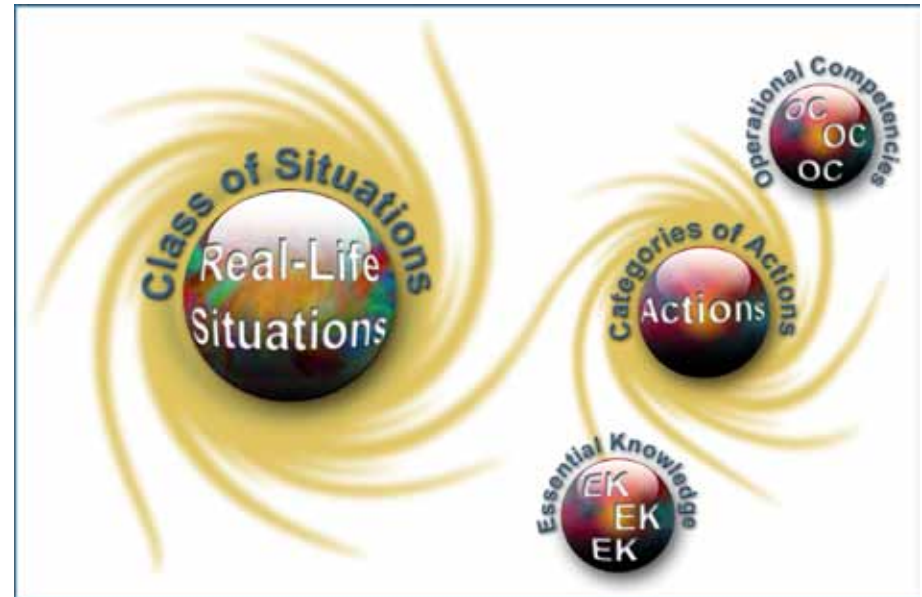 Class of Situations
Real-Life
Situations
Operational Competencies
OC
OC
OC
Categories of Actions
Actions
Essential Knowledge
EK
EK
EK